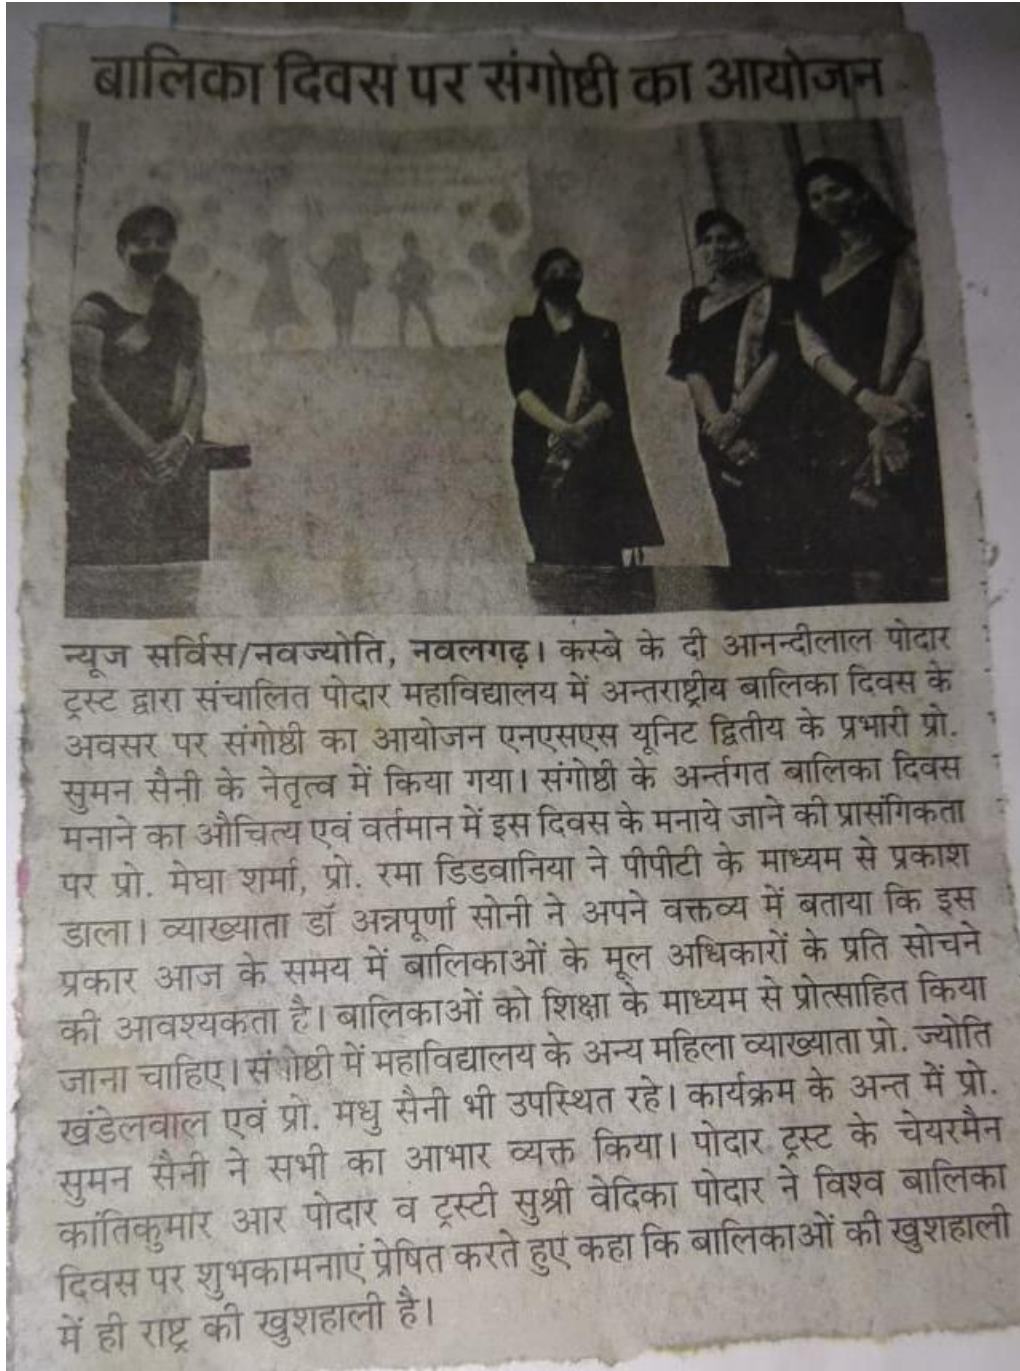 बालिका दिवस पर संगोष्ठी का आयोजन
न्यूज सर्विस/नवज्योति, नवलगढ़। कस्बे के दी आनन्दीलाल पोदार
ट्रस्ट द्वारा संचालित पोदार महाविद्यालय में अन्तराष्ट्रीय बालिका दिवस के
अवसर पर संगोष्ठी का आयोजन एनएसएस यूनिट द्वितीय के प्रभारी प्रो.
सुमन सैनी के नेतृत्व में किया गया। संगोष्ठी के अर्न्तगत बालिका दिवस
मनाने का औचित्य एवं वर्तमान में इस दिवस के मनाये जाने की प्रासंगिकता
पर प्रो. मेघा शर्मा, प्रो. रमा डिडवानिया ने पीपीटी के माध्यम से प्रकाश
डाला। व्याख्याता डॉ अन्नपूर्णा सोनी ने अपने वक्तव्य में बताया कि इस
प्रकार आज के समय में बालिकाओं के मूल अधिकारों के प्रति सोचने
की आवश्यकता है। बालिकाओं को शिक्षा के माध्यम से प्रोत्साहित किया
जाना चाहिए। संगोष्ठी में महाविद्यालय के अन्य महिला व्याख्याता प्रो. ज्योति
खंडेलवाल एवं प्रो. मधु सैनी भी उपस्थित रहे। कार्यक्रम के अन्त में प्रो.
सुमन सैनी ने सभी का आभार व्यक्त किया। पोदार ट्रस्ट के चेयरमैन
कांतिकुमार आर पोदार व ट्रस्टी सुश्री वेदिका पोदार ने विश्व बालिका
दिवस पर शुभकामनाएं प्रेषित करते हुए कहा कि बालिकाओं की खुशहाली
में ही राष्ट्र की खुशहाली है।